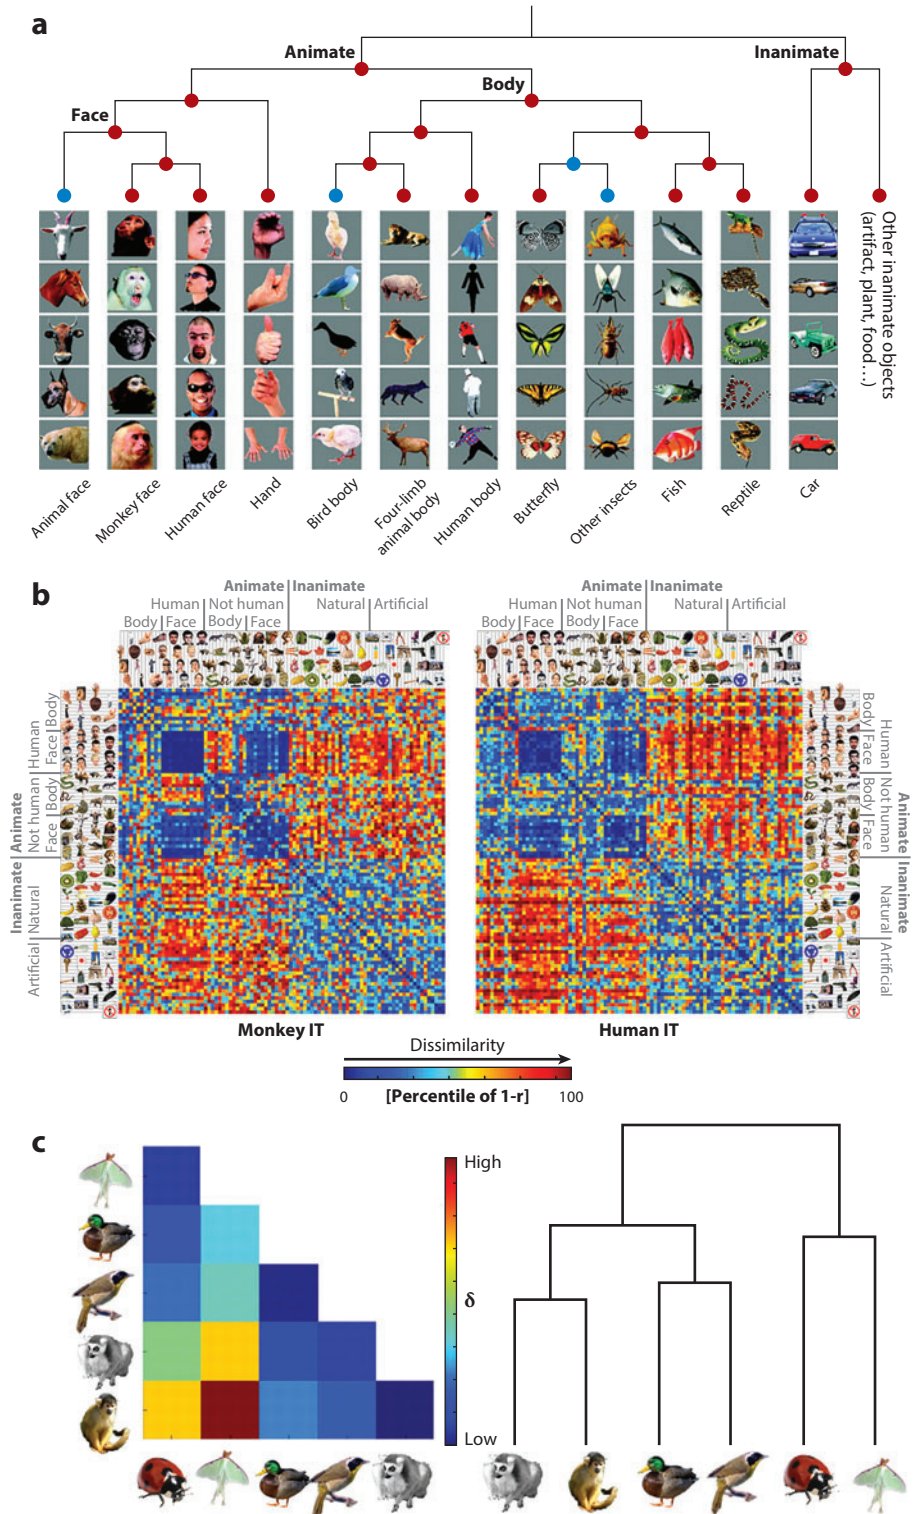 a
Animate
Inanimate
Body
Face
Other inanimate objects
(artifact, plant, food...)
Animal face
Monkey face
Human face
Hand
Bird body
Four-limb
animal body
Human body
Butterfly
Other insects
Fish
Reptile
Car
b
Animate Inanimate
Human Not human Natural Artificial
Body Face Body Face
Animate Inanimate
Human Not human Natural Artificial
Body Face Body Face
Inanimate Animate
Artificial Natural Not human Human
Face Body Face Body
Human Not human Natural Artificial
Body Face Body Face
Animate Inanimate
Monkey IT
Human IT
Dissimilarity
0 [Percentile of 1-r] 100
c
High
δ
Low